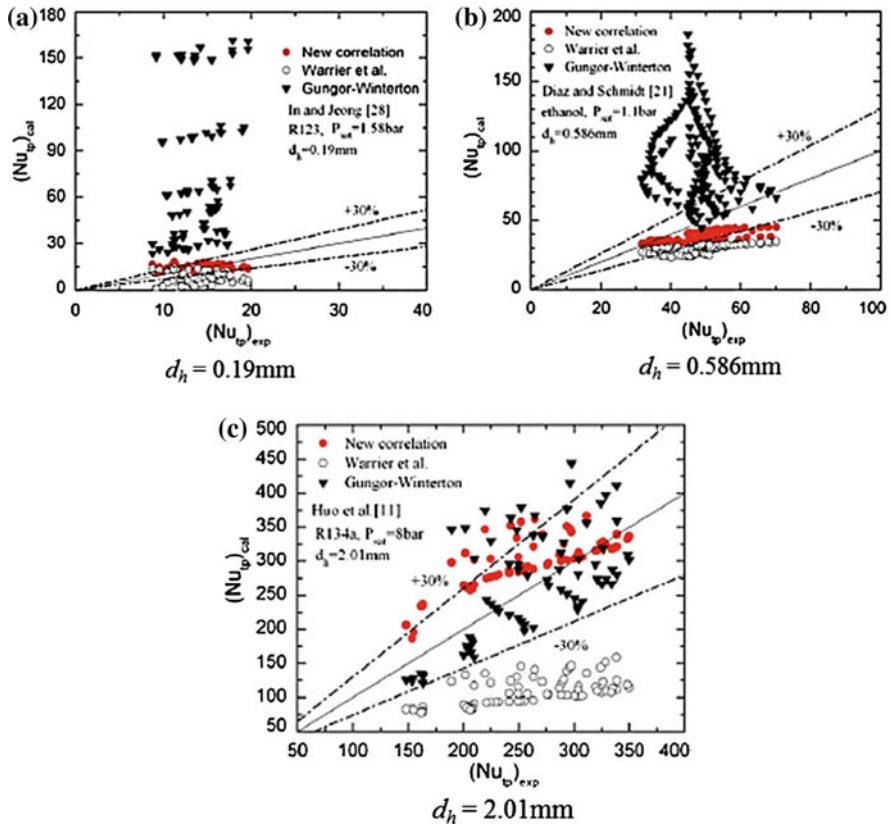 (a)
180
150
120
90
60
30
0
0 10 20 30 40
(Nu_tp)_cal
(Nu_tp)_exp
New correlation
Warrier et al.
Gungor-Winterton
In and Jeong [28]
R123, P_sat=1.58bar
d_h=0.19mm
+30%
-30%
d_h = 0.19mm
(b)
200
150
100
50
0
0 20 40 60 80 100
(Nu_tp)_cal
(Nu_tp)_exp
New correlation
Warrier et al.
Gungor-Winterton
Diaz and Schmidt [21]
ethanol, P_sat=1.1bar
d_h=0.586mm
+30%
-30%
d_h = 0.586mm
(c)
500
450
400
350
300
250
200
150
100
50
50 100 150 200 250 300 350 400
(Nu_tp)_cal
(Nu_tp)_exp
New correlation
Warrier et al.
Gungor-Winterton
Huo et al.[11]
R134a, P_sat=8bar
d_h=2.01mm
+30%
-30%
d_h = 2.01mm